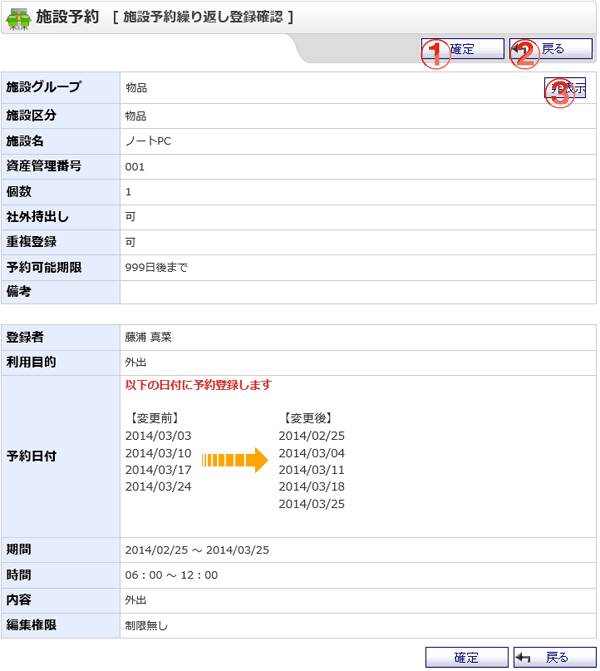 施設予約 [ 施設予約繰り返し登録確認 ]
① 確定 ② 戻る
施設グループ 物品 ③ 非表示
施設区分 物品
施設名 ノートPC
資産管理番号 001
個数 1
社外持出し 可
重複登録 可
予約可能期限 999日後まで
備考
登録者 藤浦 真菜
利用目的 外出
以下の日付に予約登録します
【変更前】 【変更後】
2014/03/03 2014/02/25
予約日付 2014/03/10 2014/03/04
2014/03/17 2014/03/11
2014/03/24 2014/03/18
2014/03/25
期間 2014/02/25 ～ 2014/03/25
時間 06：00 ～ 12：00
内容 外出
編集権限 制限無し
確定 戻る